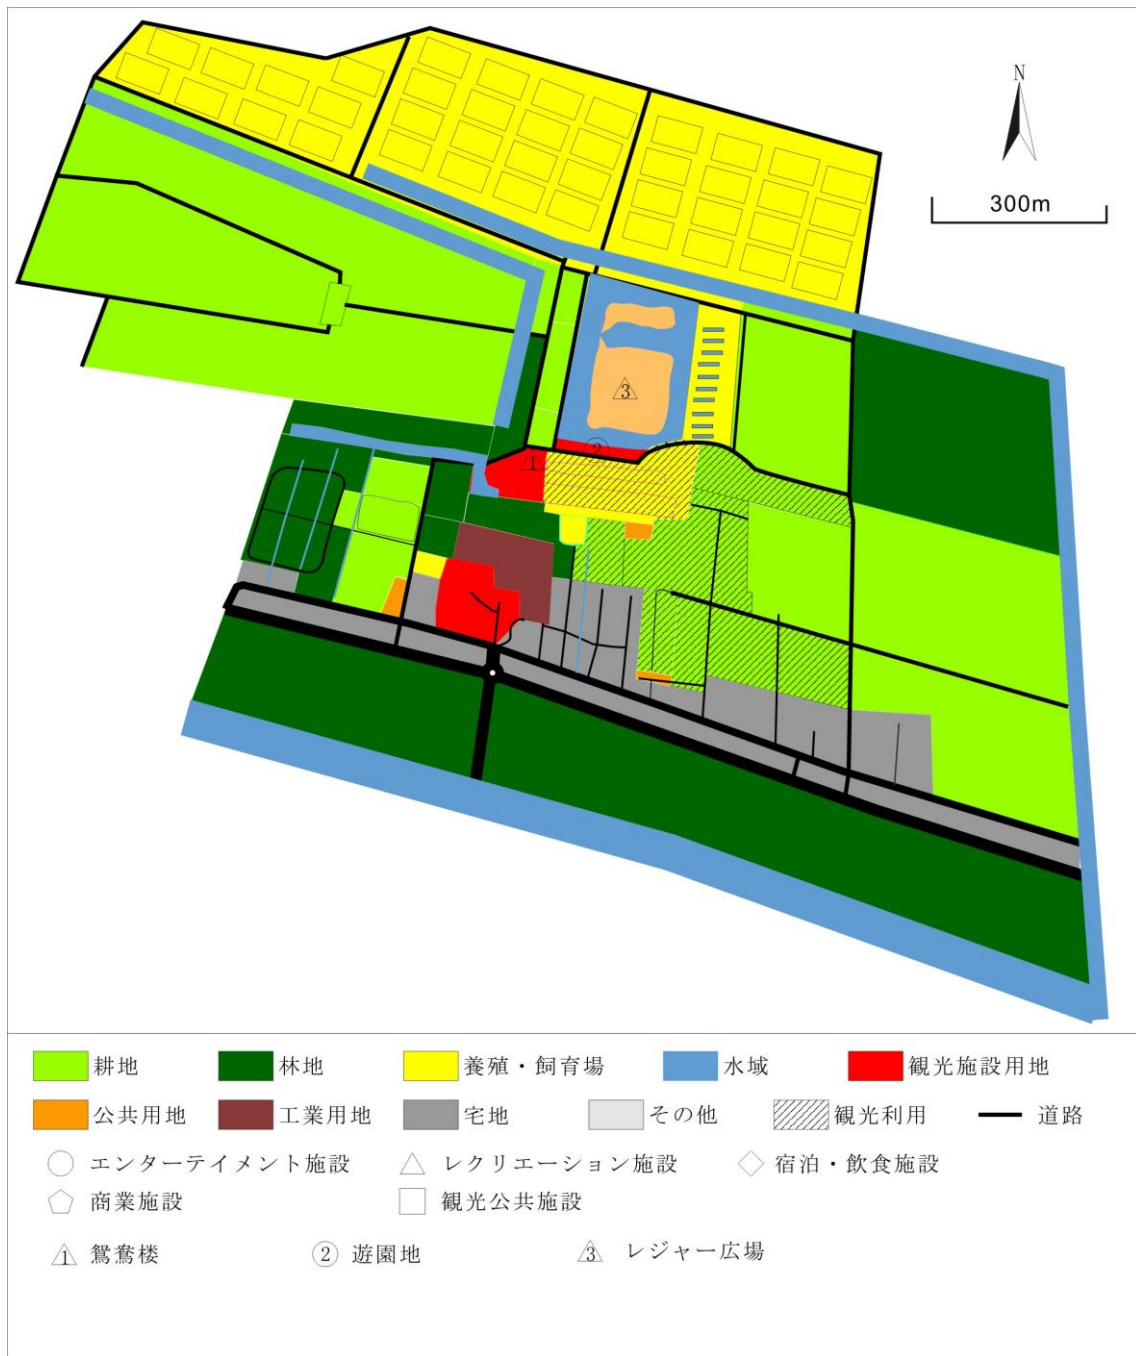 N
300m
3
2
1
耕地 林地 養殖・飼育場 水域 観光施設用地
公共用地 工業用地 宅地 その他 観光利用 道路
エンターテイメント施設 レクリエーション施設 宿泊・飲食施設
商業施設 観光公共施設
1 鴛鴦楼 2 遊園地 3 レジャー広場